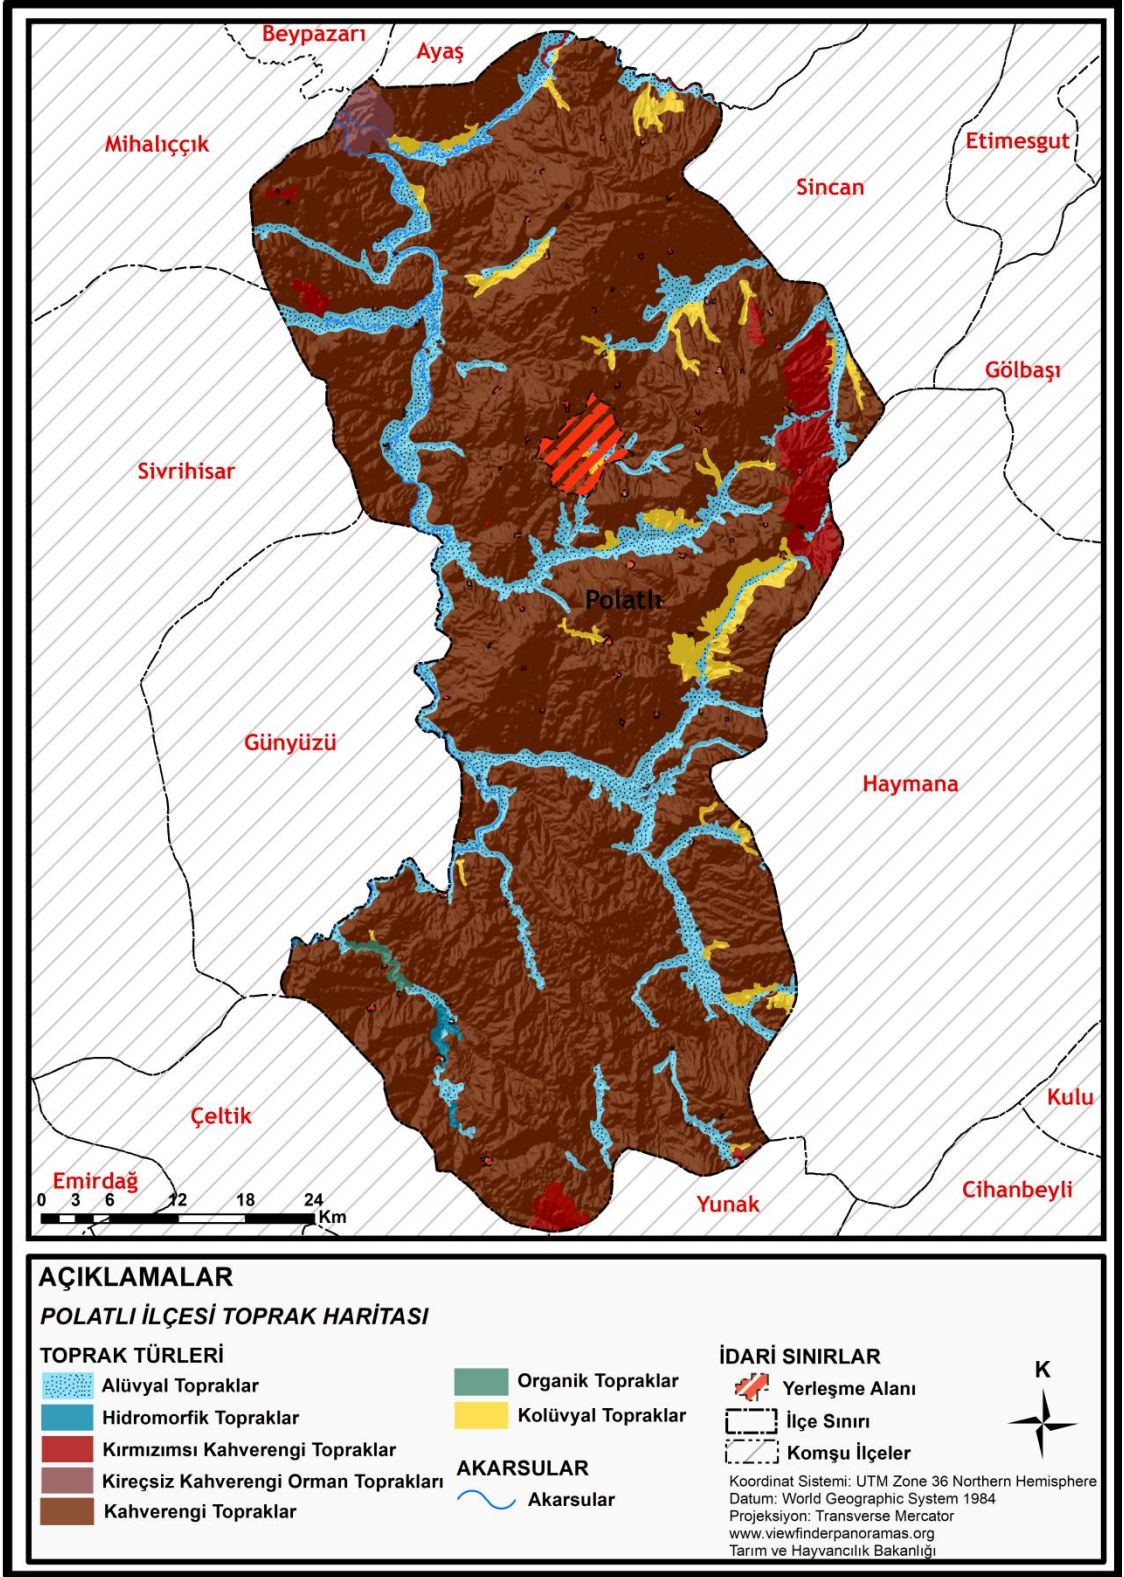 Beypazarı
Ayaş
Mihalıççık
Etimesgut
Sincan
Gölbaşı
Sivrihisar
Polatlı
Günyüzü
Haymana
Kulu
Çeltik
Emirdağ
Cihanbeyli
Yunak
0 3 6 12 18 24
Km
AÇIKLAMALAR
POLATLI İLÇESİ TOPRAK HARİTASI
TOPRAK TÜRLERİ
Alüvyal Topraklar
Hidromorfik Topraklar
Kırmızımsı Kahverengi Topraklar
Kireçsiz Kahverengi Orman Toprakları
Kahverengi Topraklar
Organik Topraklar
Kolüvyal Topraklar
AKARSULAR
Akarsular
İDARİ SINIRLAR
Yerleşme Alanı
İlçe Sınırı
Komşu İlçeler
K
Koordinat Sistemi: UTM Zone 36 Northern Hemisphere
Datum: World Geographic System 1984
Projeksiyon: Transverse Mercator
www.viewfinderpanoramas.org
Tarım ve Hayvancılık Bakanlığı